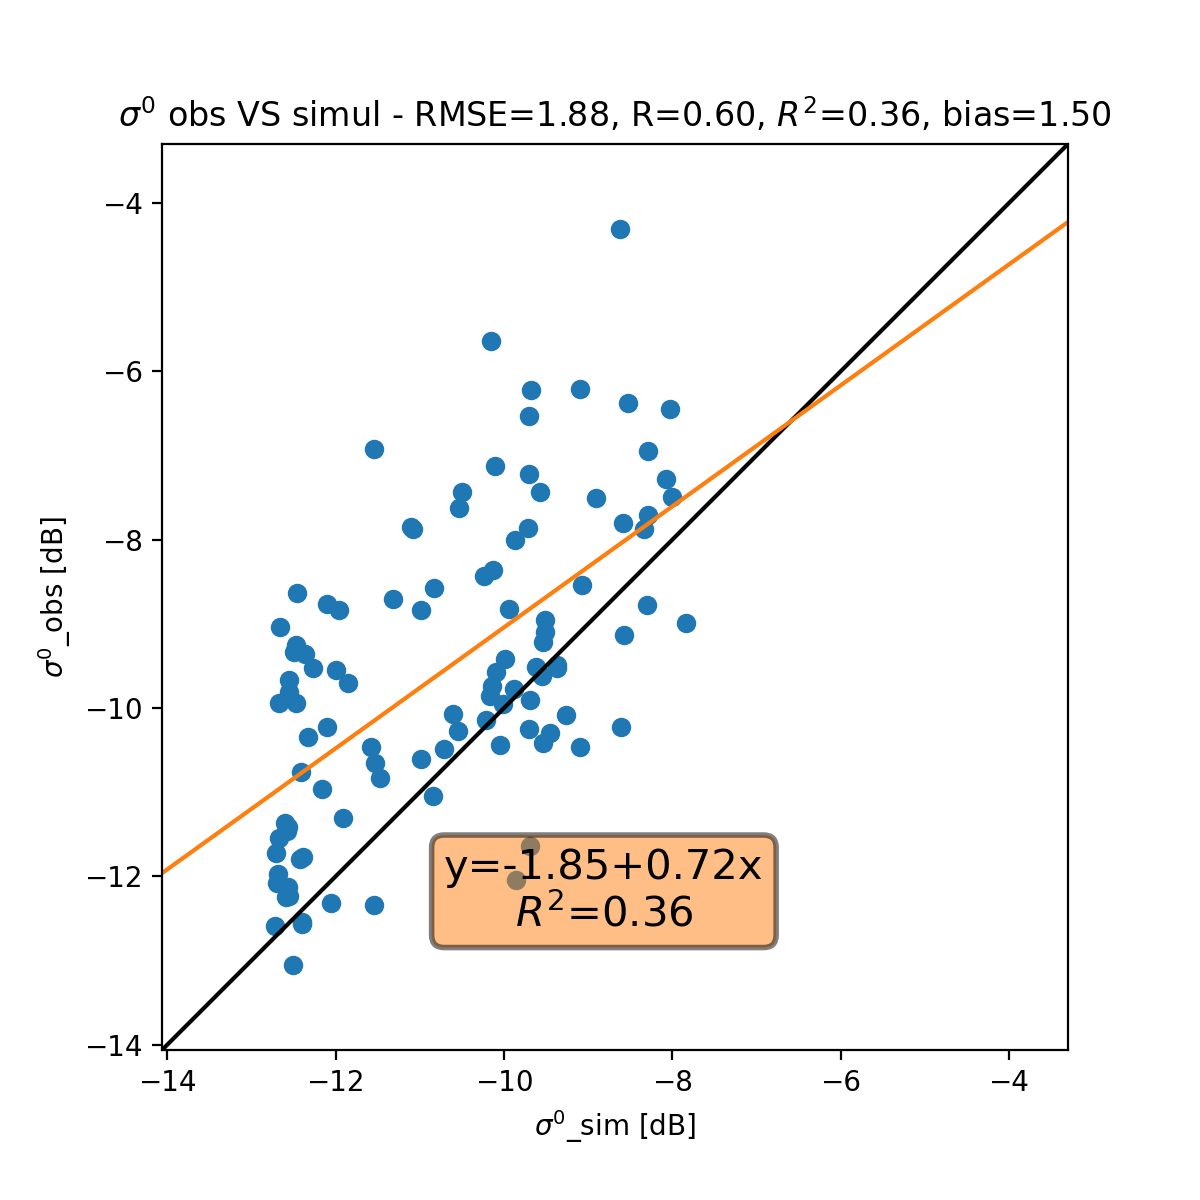 σ⁰ obs VS simul - RMSE=1.88, R=0.60, R²=0.36, bias=1.50
−4
−6
−8
−10
−12
−14
σ⁰_obs [dB]
y=-1.85+0.72x
R²=0.36
−14 −12 −10 −8 −6 −4
σ⁰_sim [dB]